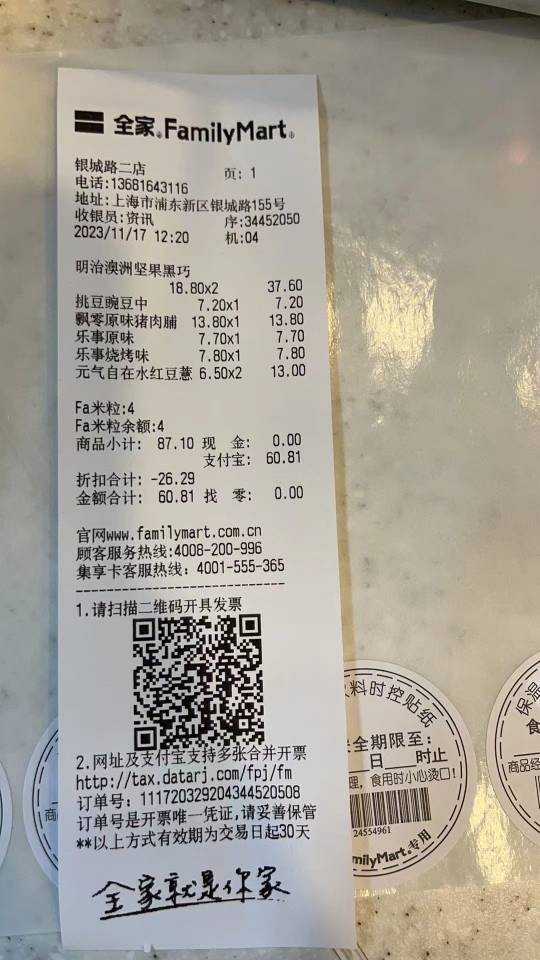 全家 FamilyMart
银城路二店 页: 1
电话:13681643116
地址:上海市浦东新区银城路155号
收银员:资讯 序:34452050
2023/11/17 12:20 机:04
明治澳洲坚果黑巧
18.80x2 37.60
挑豆豌豆中 7.20x1 7.20
飘零原味猪肉脯 13.80x1 13.80
乐事原味 7.70x1 7.70
乐事烧烤味 7.80x1 7.80
元气自在水红豆薏 6.50x2 13.00
Fa米粒:4
Fa米粒余额:4
商品小计: 87.10 现 金: 0.00
支付宝: 60.81
折扣合计: -26.29
金额合计: 60.81 找 零: 0.00
官网www.familymart.com.cn
顾客服务热线:4008-200-996
集享卡客服热线: 4001-555-365
1.请扫描二维码开具发票
2.网址及支付宝支持多张合并开票
http://tax.datarj.com/fpj/fm
订单号: 111720329204344520508
订单号是开票唯一凭证,请妥善保管
**以上方式有效期为交易日起30天
全家就是你家
料时控贴纸
全期限至:
日 时止
食用时小心烫口!
24554961
milyMart 专用
保温
食
商品经
商